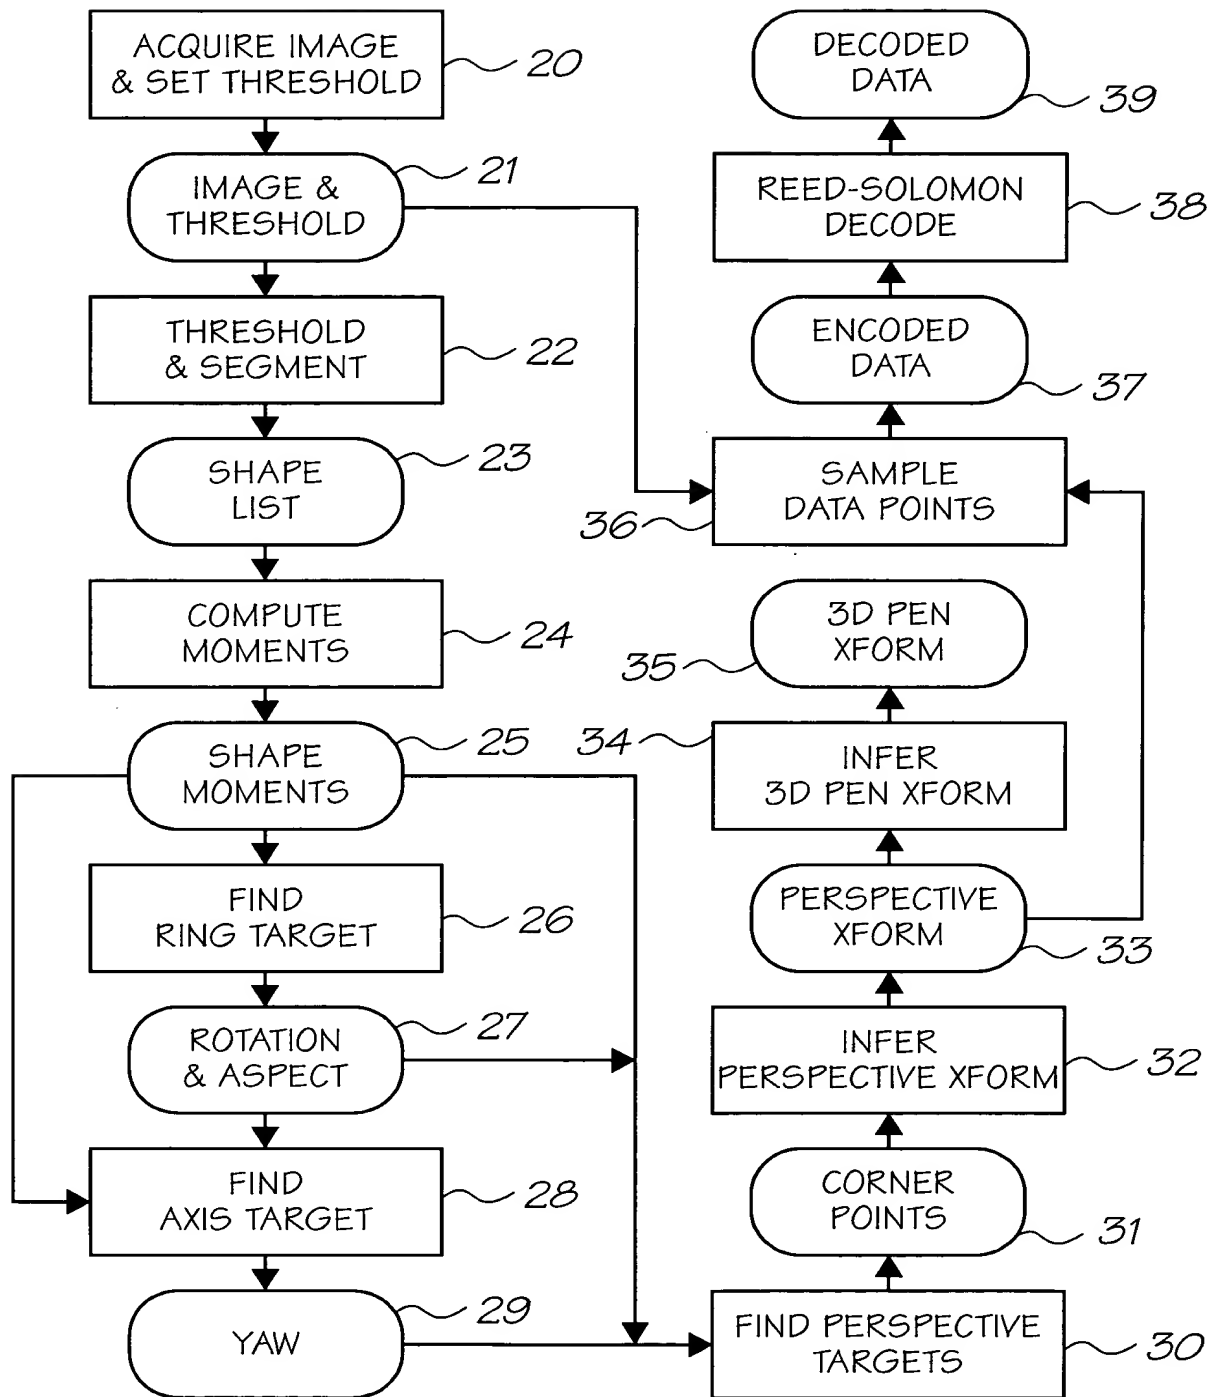 ACQUIRE IMAGE
& SET THRESHOLD
20
IMAGE &
THRESHOLD
21
THRESHOLD
& SEGMENT
22
SHAPE
LIST
23
COMPUTE
MOMENTS
24
SHAPE
MOMENTS
25
FIND
RING TARGET
26
ROTATION
& ASPECT
27
FIND
AXIS TARGET
28
YAW
29
DECODED
DATA
39
REED-SOLOMON
DECODE
38
ENCODED
DATA
37
SAMPLE
DATA POINTS
36
3D PEN
XFORM
35
INFER
3D PEN XFORM
34
PERSPECTIVE
XFORM
33
INFER
PERSPECTIVE XFORM
32
CORNER
POINTS
31
FIND PERSPECTIVE
TARGETS
30